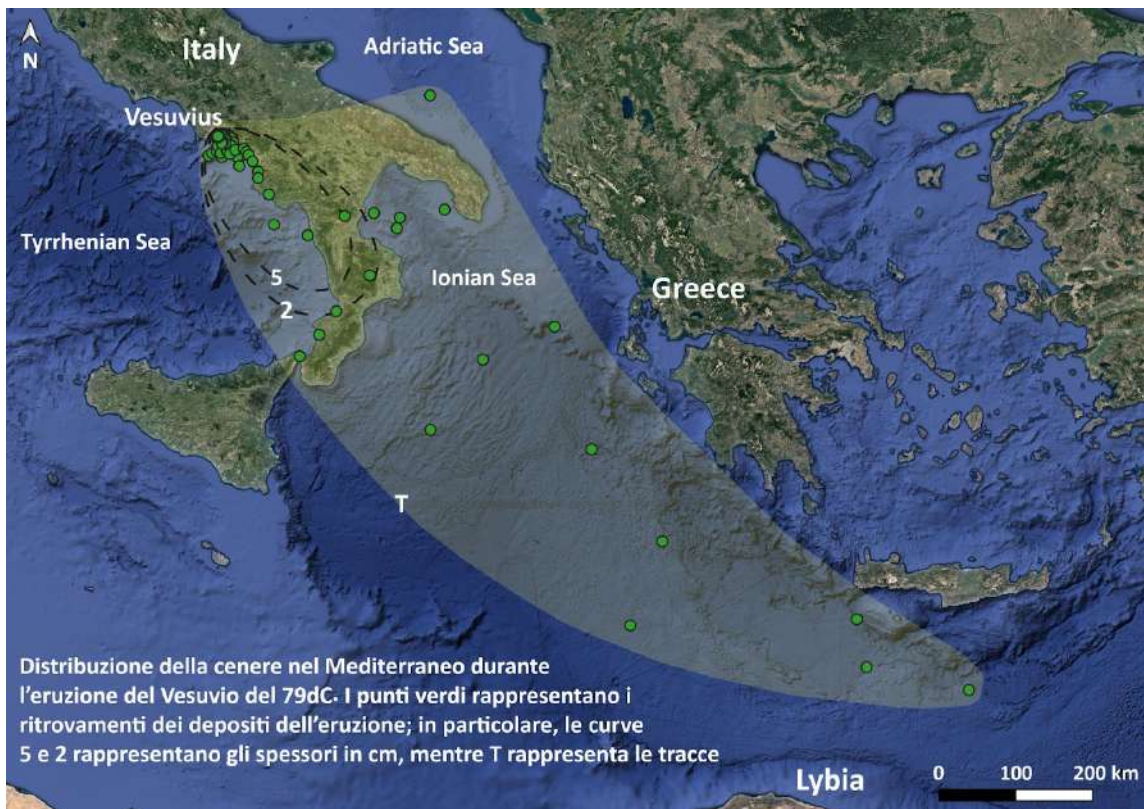 N
Italy
Adriatic Sea
Vesuvius
Tyrrhenian Sea
Ionian Sea
5
2
Greece
T
Distribuzione della cenere nel Mediterraneo durante
l'eruzione del Vesuvio del 79dC. I punti verdi rappresentano i
ritrovamenti dei depositi dell'eruzione; in particolare, le curve
5 e 2 rappresentano gli spessori in cm, mentre T rappresenta le tracce
Lybia
0 100 200 km